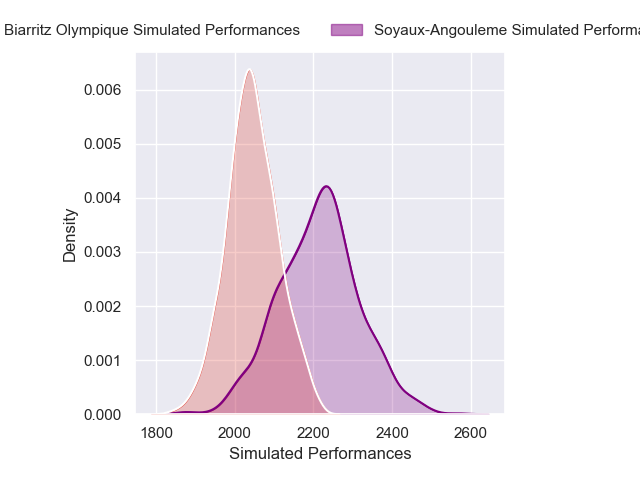 Biarritz Olympique Simulated Performances
Soyaux-Angouleme Simulated
0.006
0.005
0.004
0.003
0.002
0.001
0.000
Density
1800 2000 2200 2400 2600
Simulated Performances